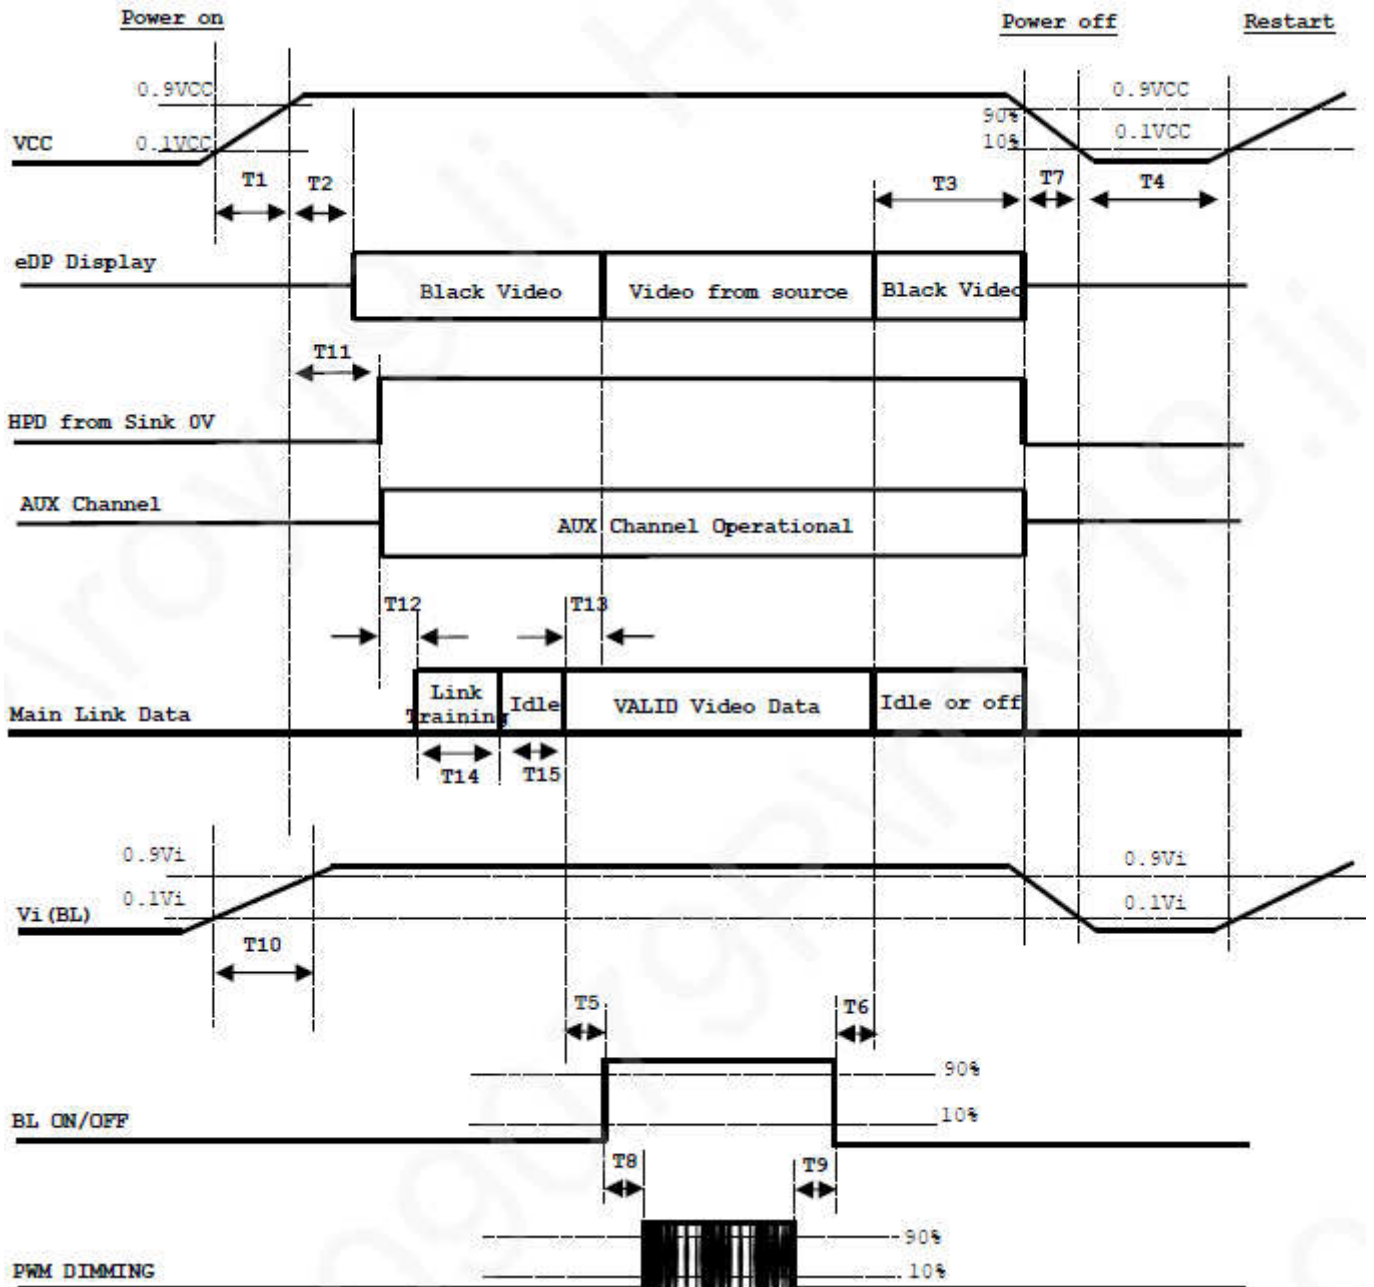 Power on
Power off
Restart
0.9VCC
0.9VCC
90%
VCC
0.1VCC
10%
0.1VCC
T1
T2
T3
T7
T4
eDP Display
Black Video
Video from source
Black Video
T11
HPD from Sink 0V
AUX Channel
AUX Channel Operational
T12
T13
Main Link Data
Link
Training
Idle
VALID Video Data
Idle or off
T14
T15
0.9Vi
0.9Vi
Vi(BL)
0.1Vi
0.1Vi
T10
T5
T6
90%
BL ON/OFF
10%
T8
T9
90%
PWM DIMMING
10%